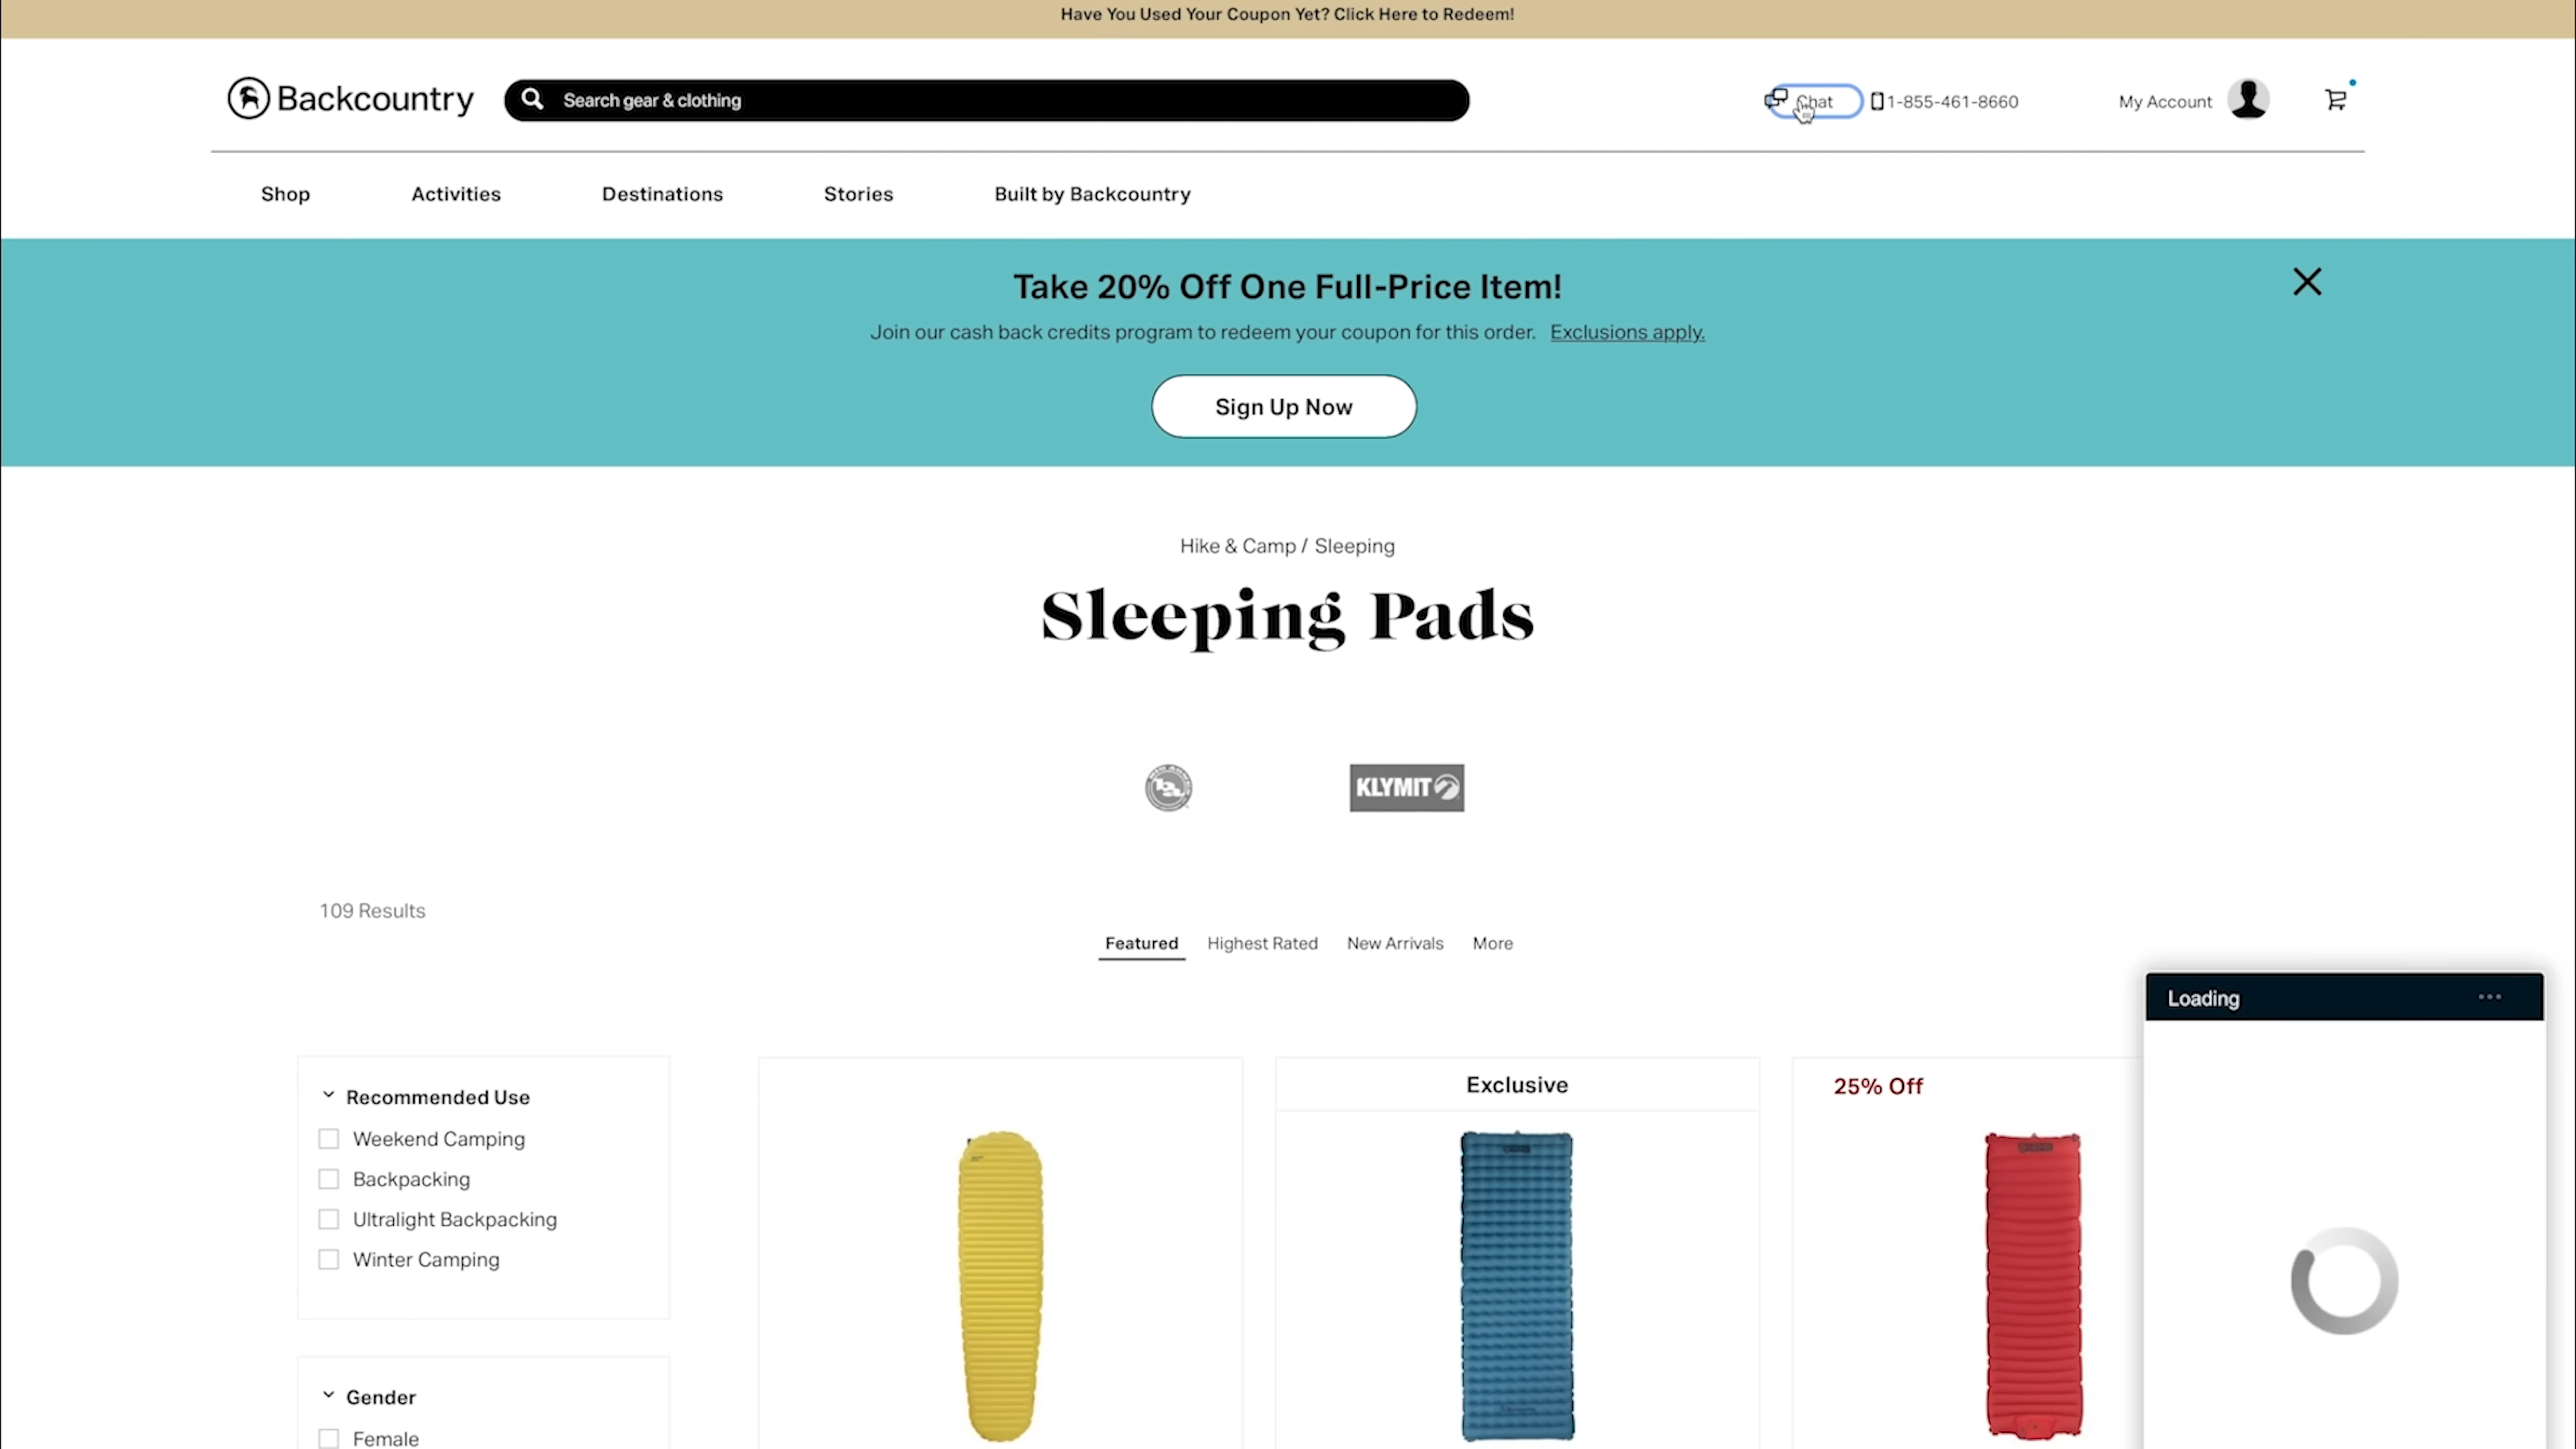 Have You Used Your Coupon Yet? Click Here to Redeem!
Backcountry
Search gear & clothing
Chat
1-855-461-8660
My Account
Shop
Activities
Destinations
Stories
Built by Backcountry
Take 20% Off One Full-Price Item!
Join our cash back credits program to redeem your coupon for this order. Exclusions apply.
Sign Up Now
Hike & Camp / Sleeping
Sleeping Pads
KLYMIT
109 Results
Featured
Highest Rated
New Arrivals
More
Recommended Use
Weekend Camping
Backpacking
Ultralight Backpacking
Winter Camping
Gender
Female
Exclusive
25% Off
Loading